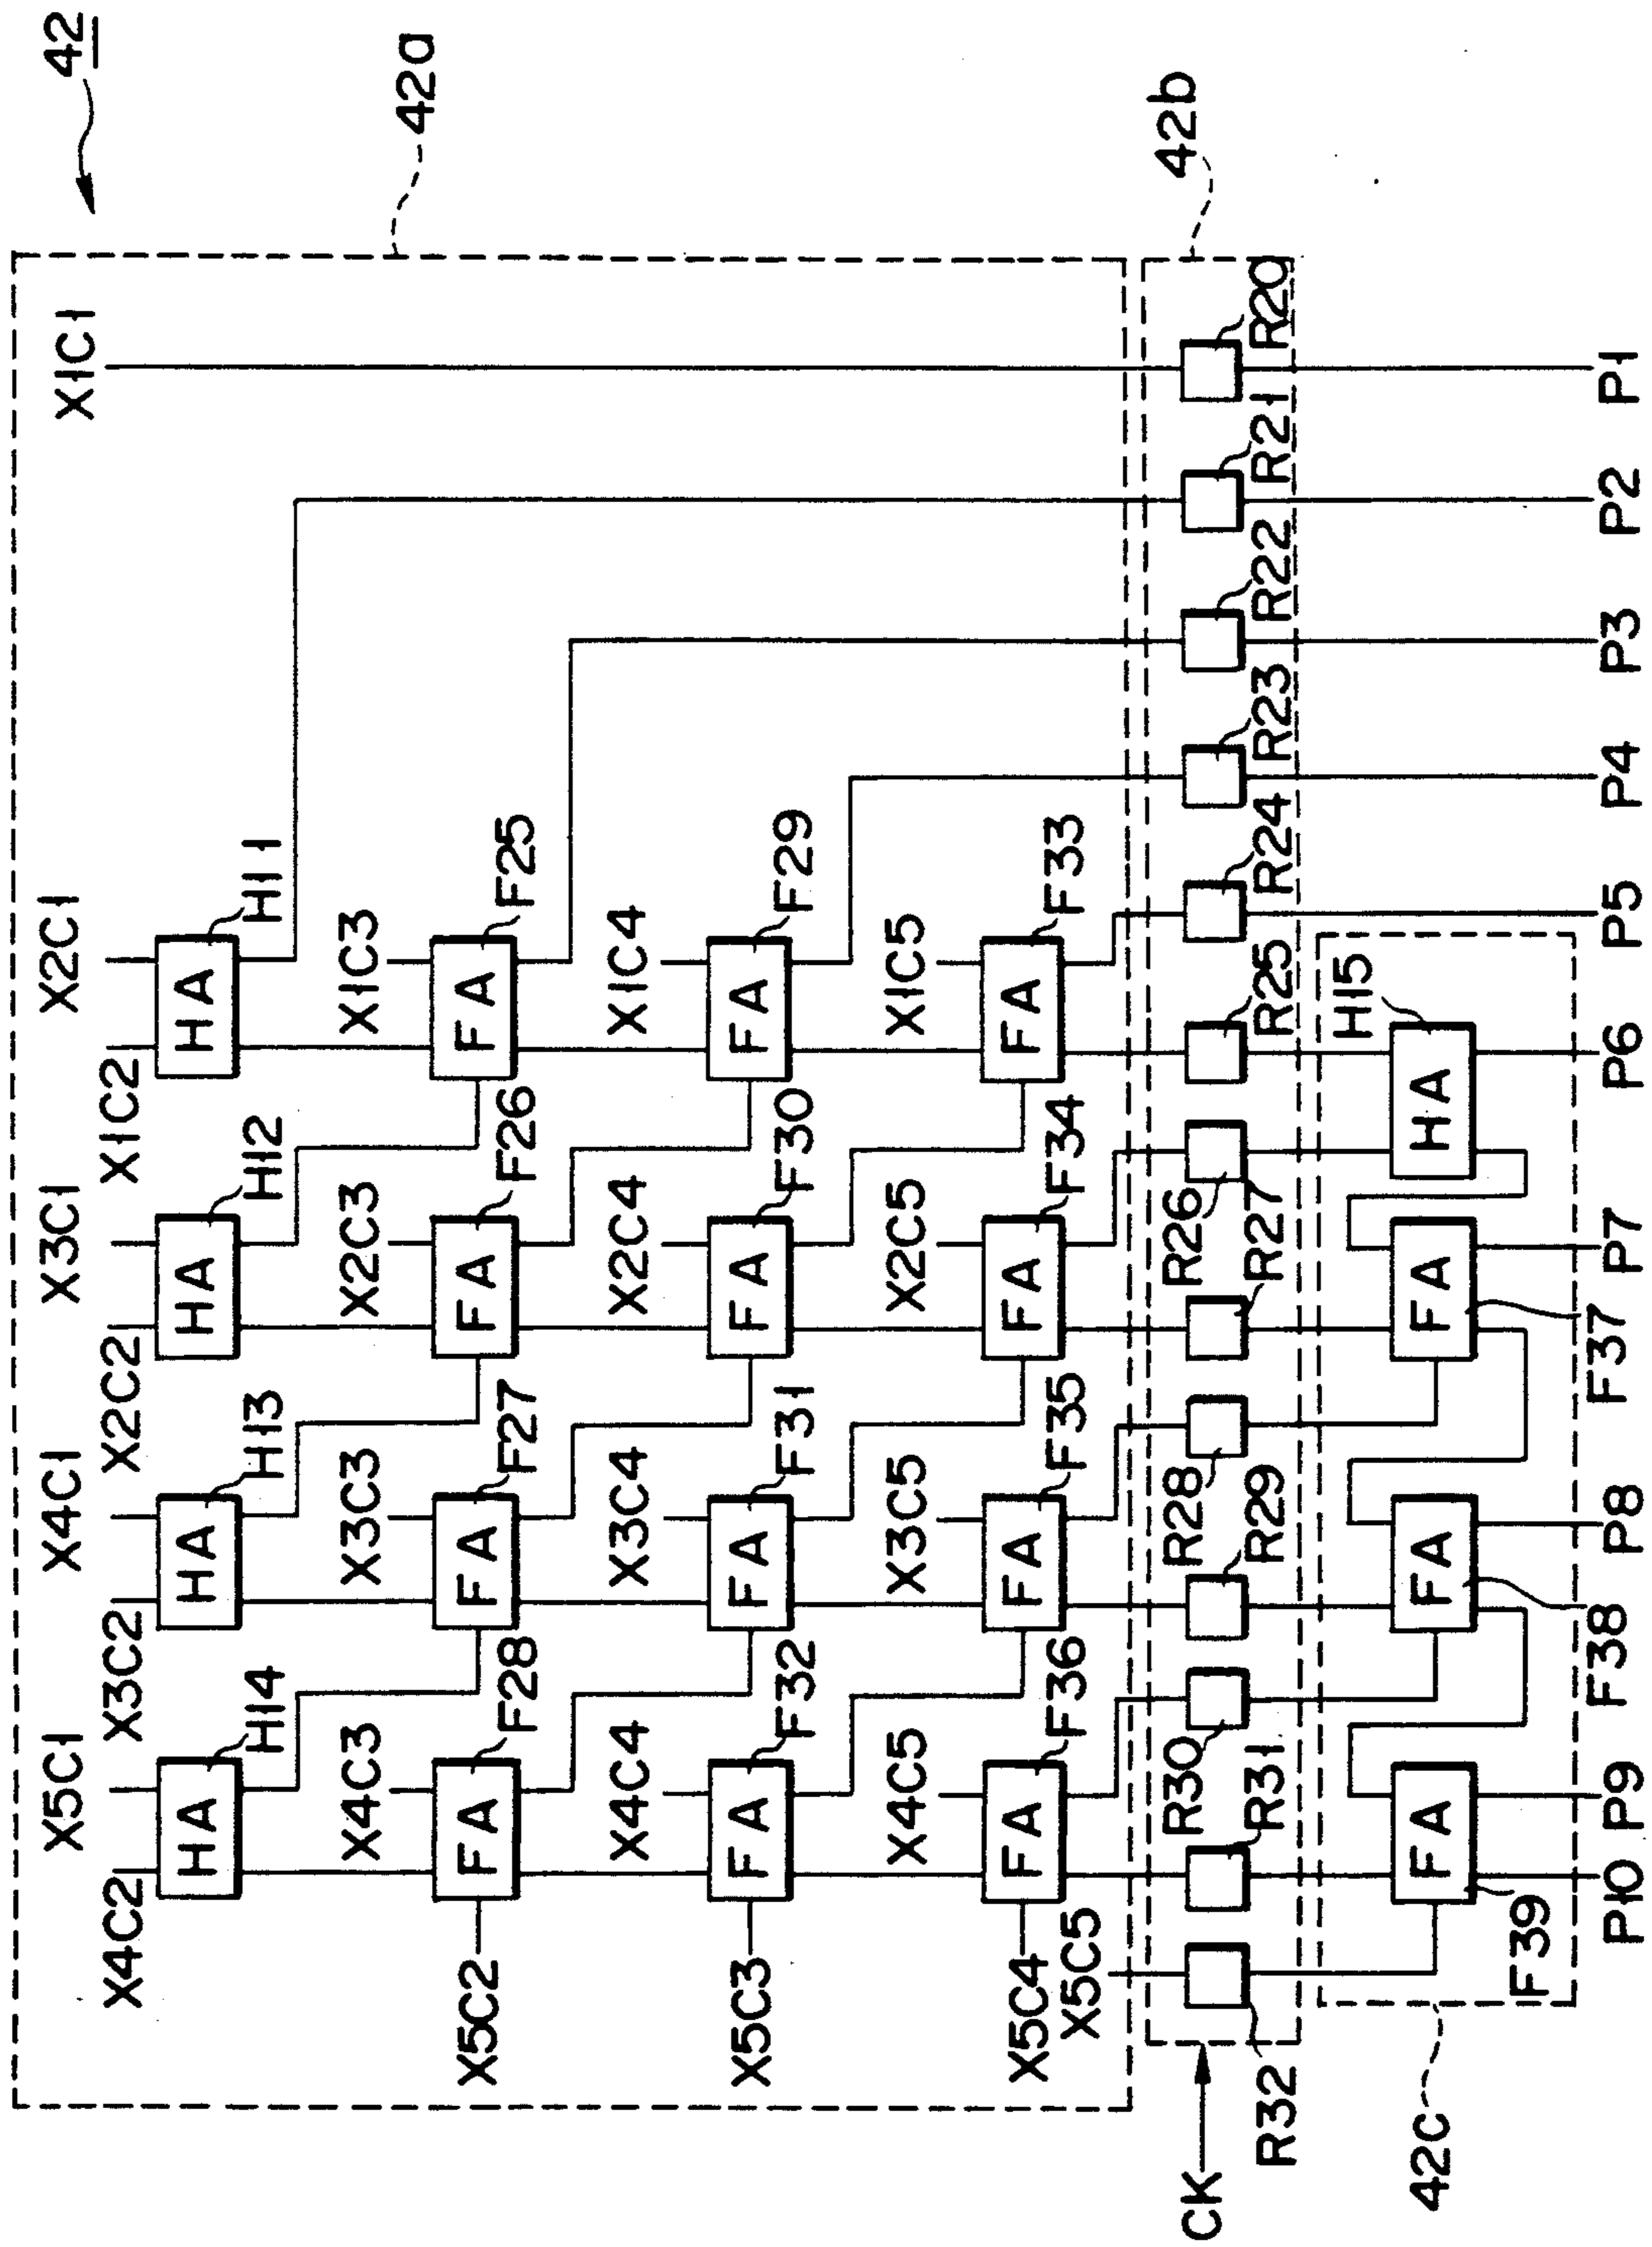 42
42a
X5C1
X4C1
X3C1
X2C1
X1C1
X4C2
X3C2
X2C2
X1C2
HA
HA
HA
HA
H14
H13
H12
H11
X4C3
X3C3
X2C3
X1C3
X5C2
FA
FA
FA
FA
F28
F27
F26
F25
X4C4
X3C4
X2C4
X1C4
X5C3
FA
FA
FA
FA
F32
F31
F30
F29
X4C5
X3C5
X2C5
X1C5
X5C4
FA
FA
FA
FA
F36
F35
F34
F33
X5C5
42b
CK
R32
R31
R30
R29
R28
R27
R26
R25
R24
R23
R22
R21
R20
42C
H15
FA
FA
FA
HA
F39
F38
F37
P10
P9
P8
P7
P6
P5
P4
P3
P2
P1